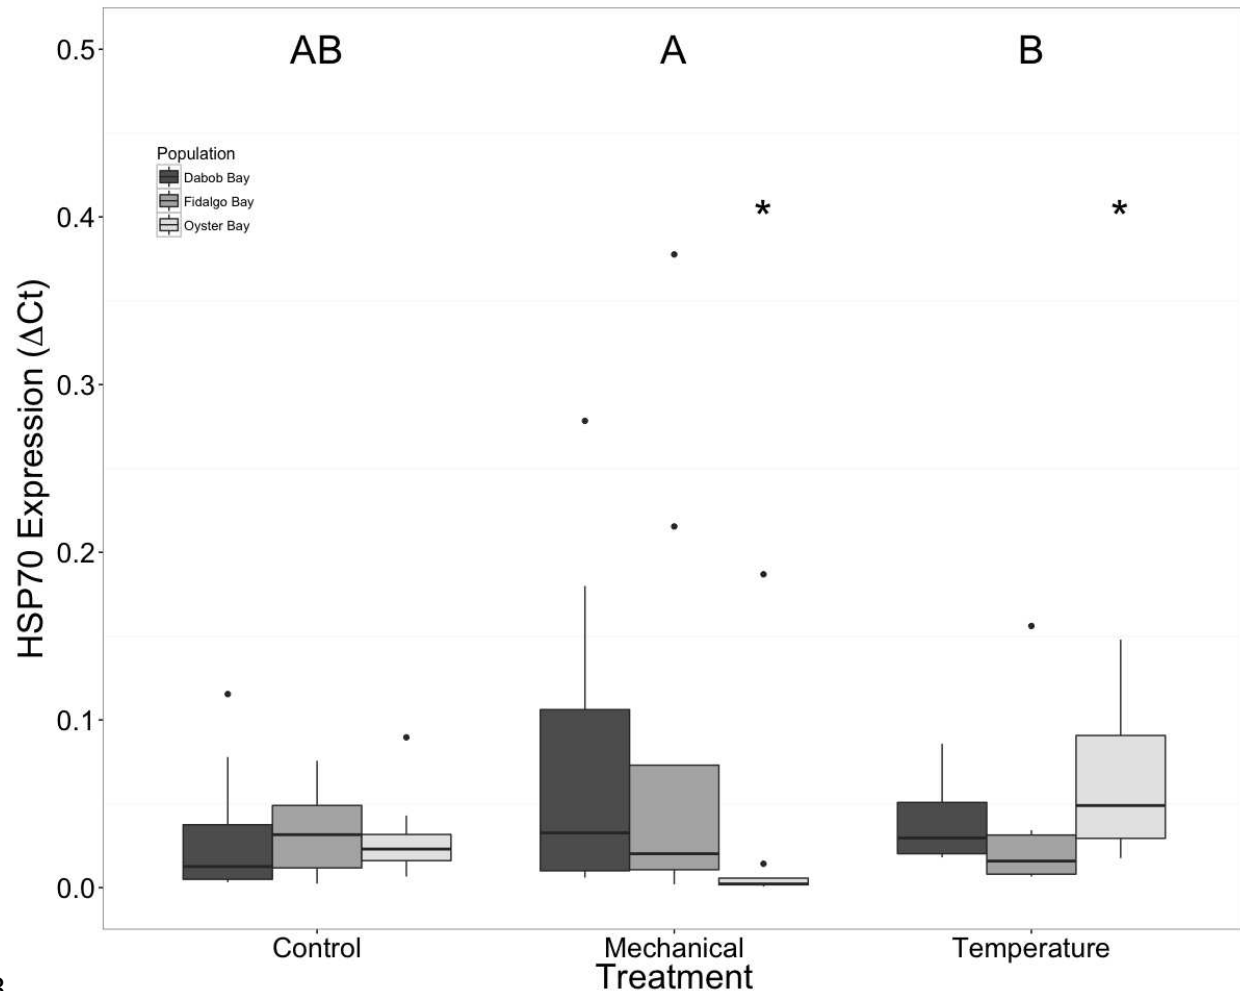 AB A B
0.5
Population
Dabob Bay
Fidalgo Bay
Oyster Bay
0.4
* *
HSP70 Expression (ΔCt)
0.3
0.2
0.1
0.0
Control Mechanical Temperature
Treatment